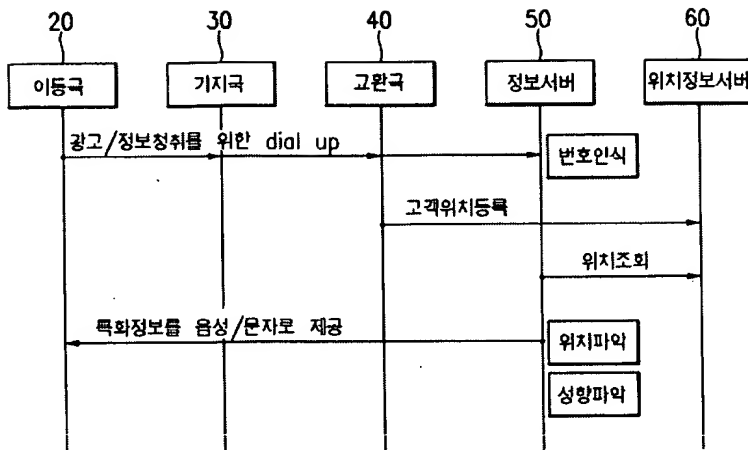 20 30 40 50 60
이동국 기지국 교환국 정보서버 위치정보서버
광고/정보청취를 위한 dial up
번호인식
고객위치등록
위치조회
특화정보를 음성/문자로 제공
위치파악
성향파악